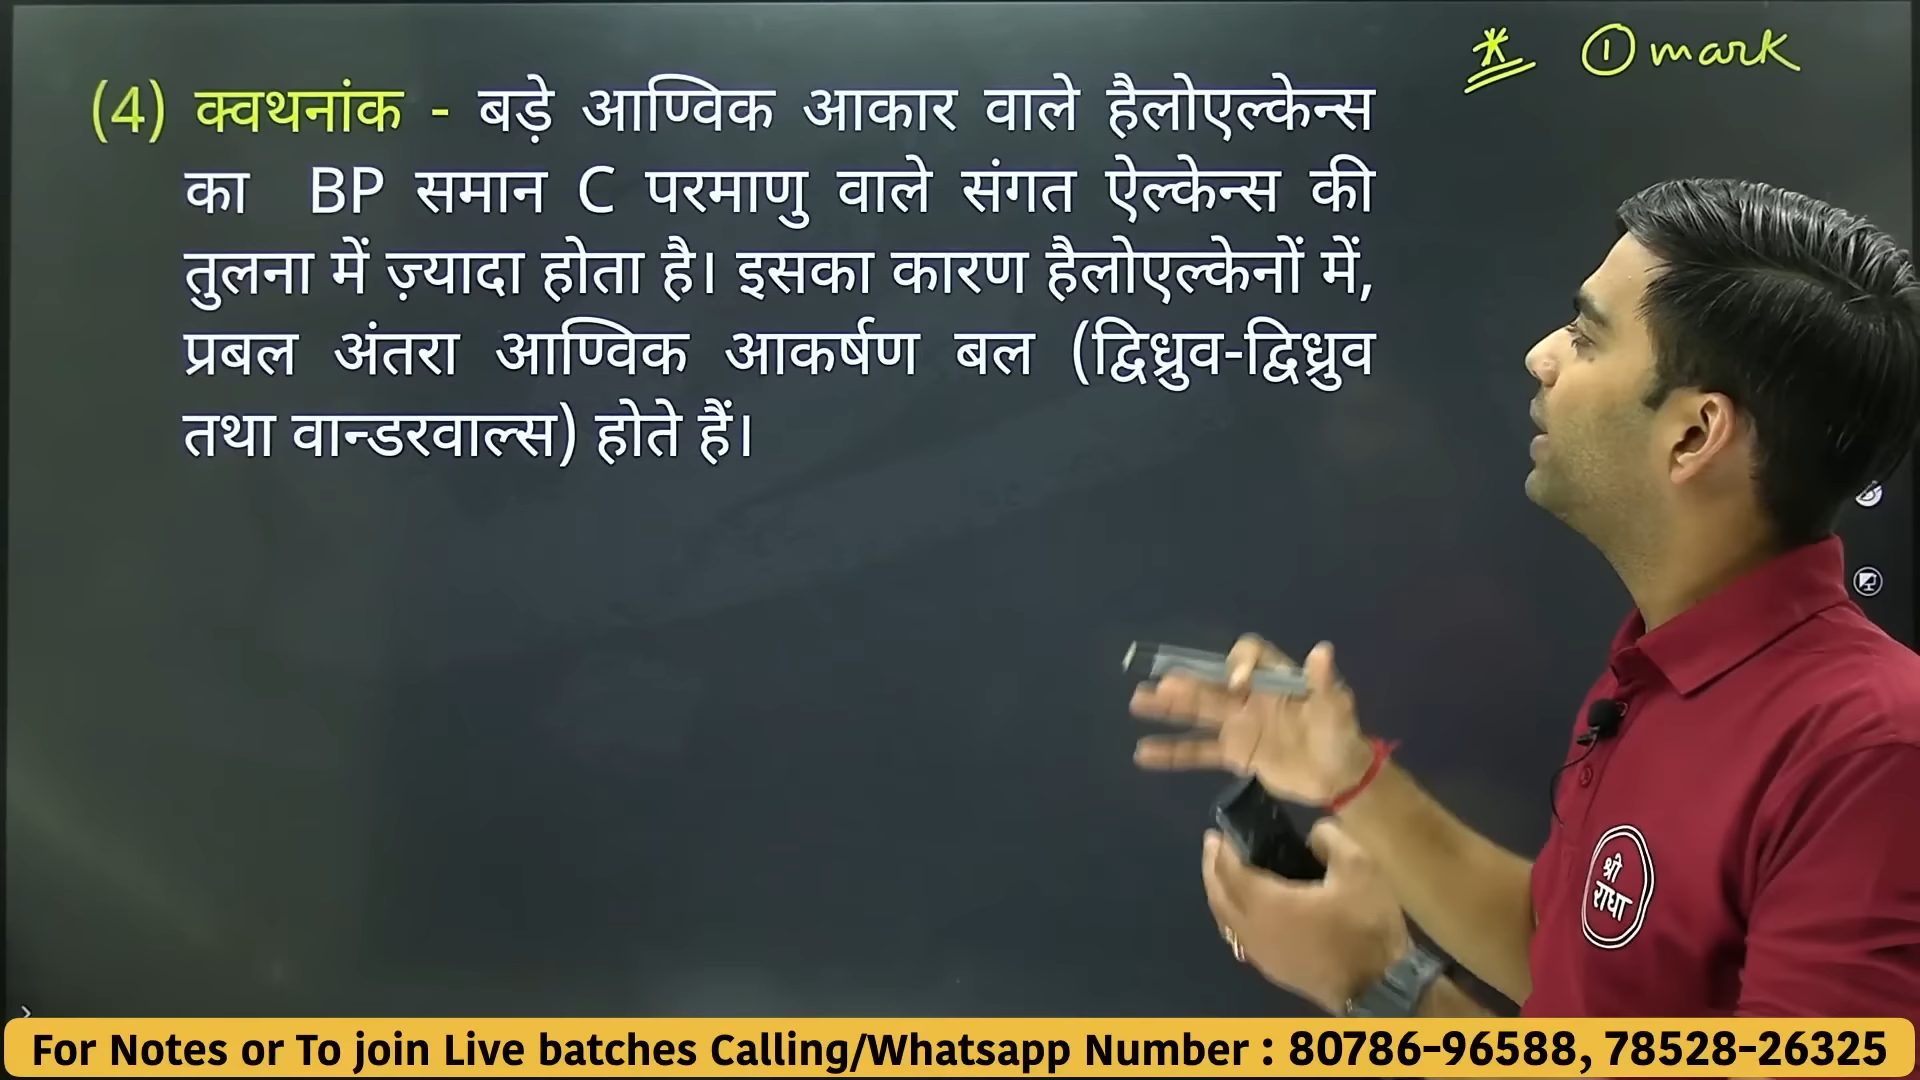 * ① mark
(4) क्वथनांक - बड़े आण्विक आकार वाले हैलोएल्केन्स
का BP समान C परमाणु वाले संगत ऐल्केन्स की
तुलना में ज़्यादा होता है। इसका कारण हैलोएल्केनों में,
प्रबल अंतरा आण्विक आकर्षण बल (द्विध्रुव-द्विध्रुव
तथा वान्डरवाल्स) होते हैं।
श्री
राधा
For Notes or To join Live batches Calling/Whatsapp Number : 80786-96588, 78528-26325